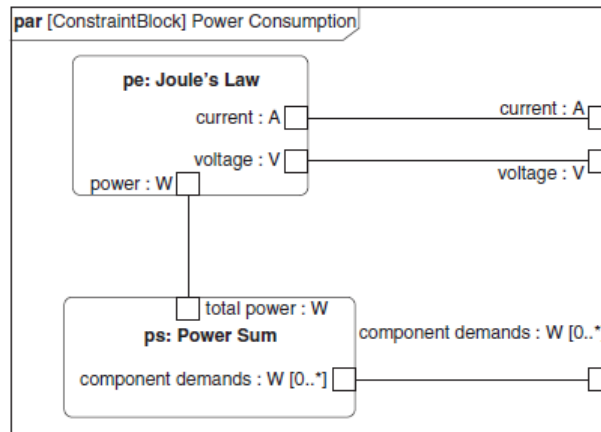 par [ConstraintBlock] Power Consumption
pe: Joule's Law
current : A
current : A
voltage : V
voltage : V
power : W
total power : W
ps: Power Sum
component demands : W [0..*
component demands : W [0..*]